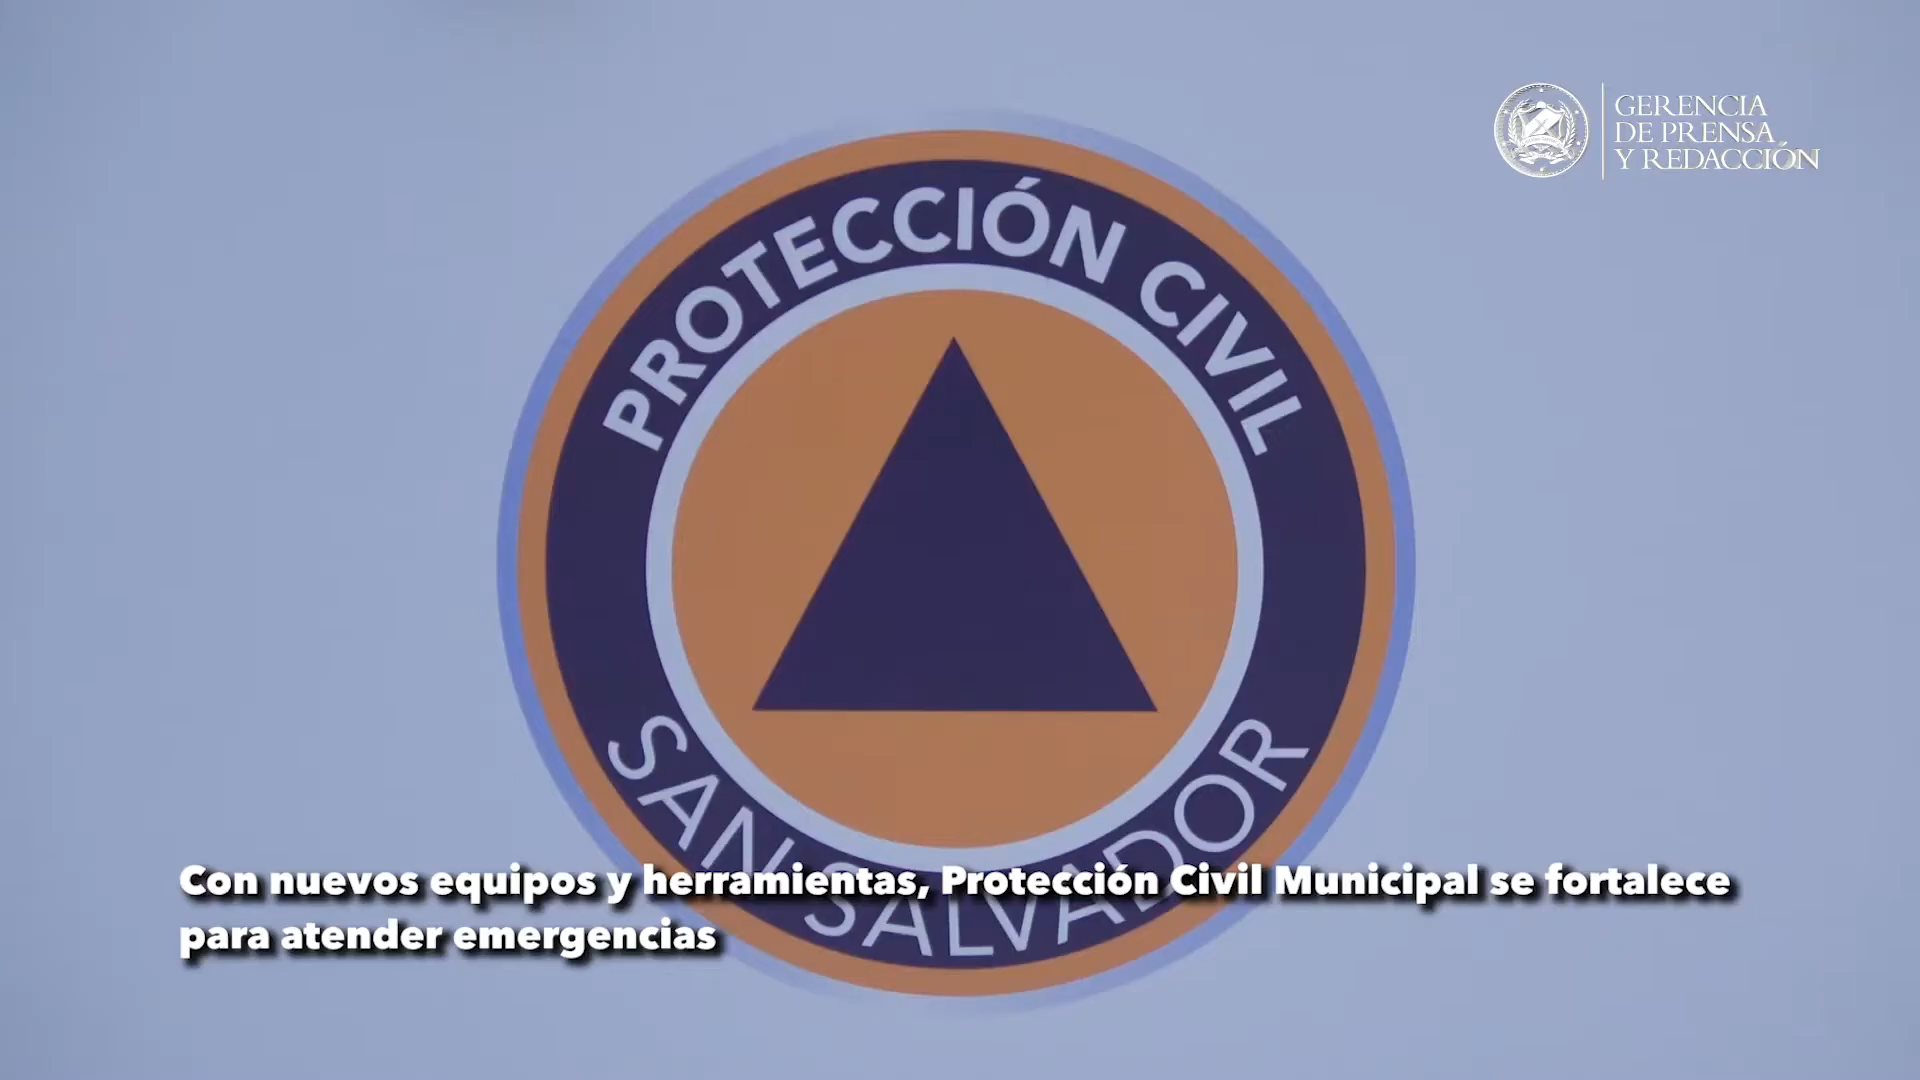 GERENCIA
DE PRENSA
Y REDACCIÓN
PROTECCIÓN CIVIL
SAN SALVADOR
Con nuevos equipos y herramientas, Protección Civil Municipal se fortalece
para atender emergencias